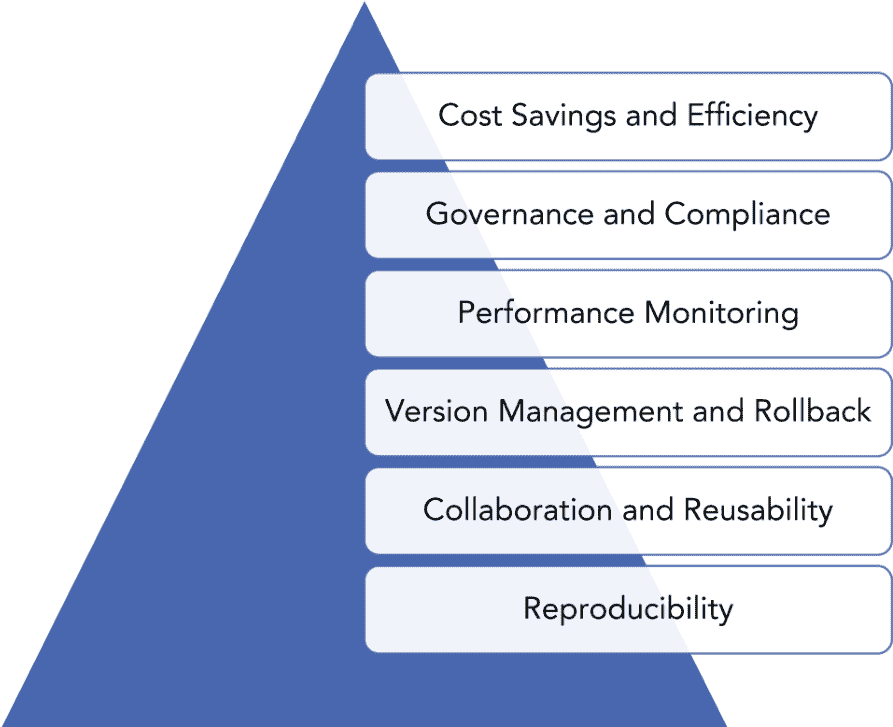 Cost Savings and Efficiency
Governance and Compliance
Performance Monitoring
Version Management and Rollback
Collaboration and Reusability
Reproducibility